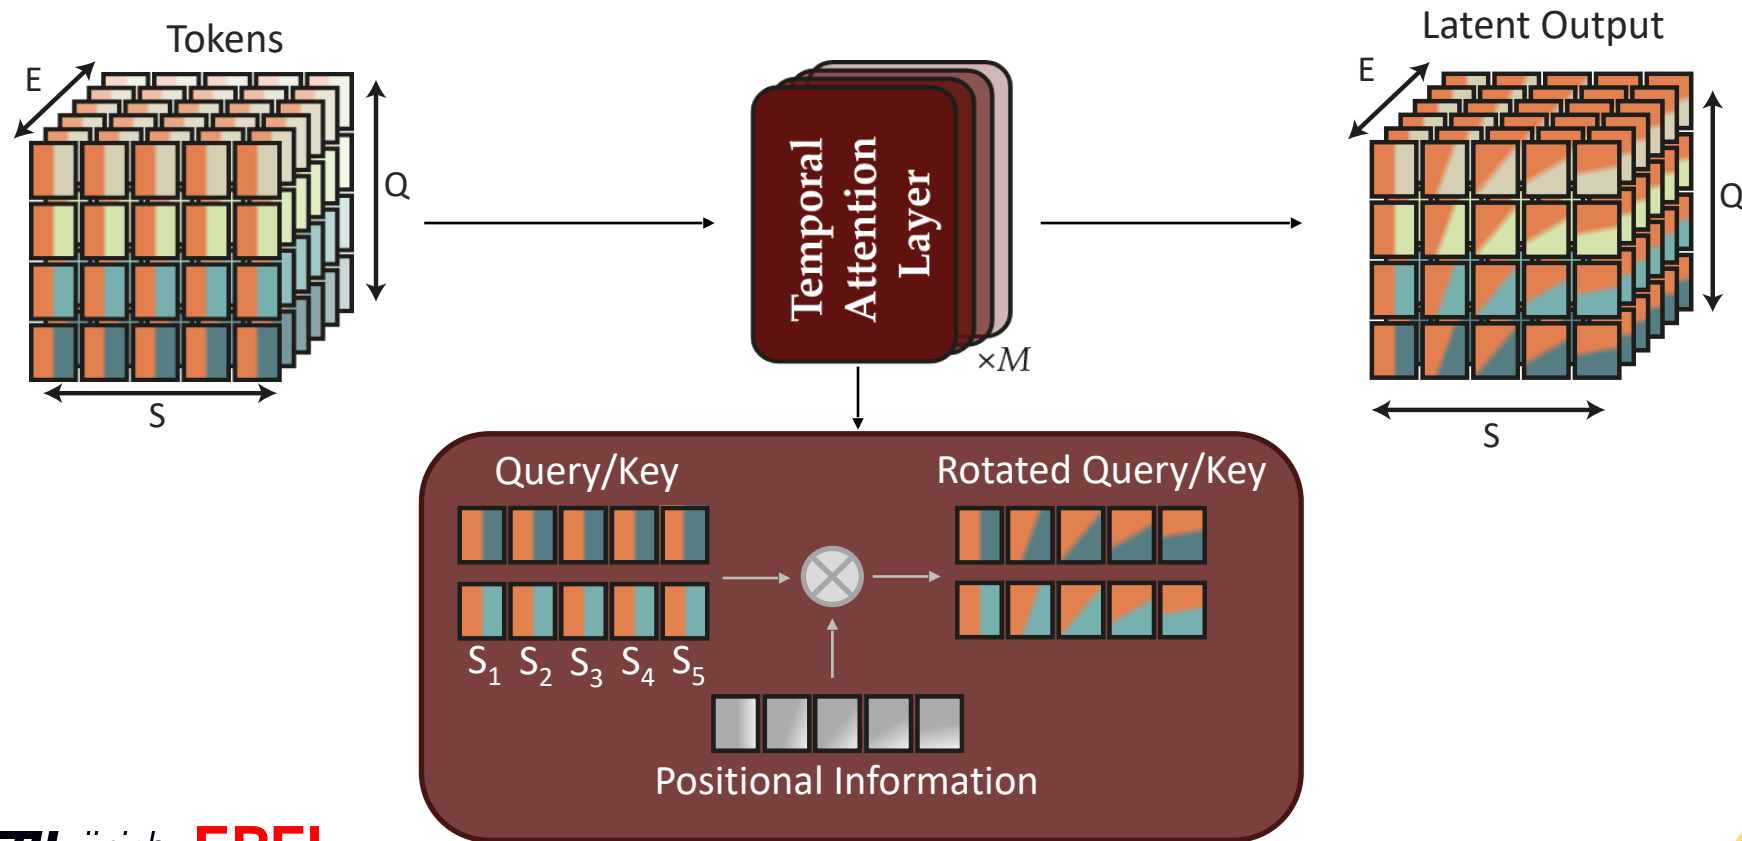 Tokens
E
Q
S
Temporal
Attention
Layer
×M
Latent Output
E
Q
S
Query/Key
Rotated Query/Key
S1 S2 S3 S4 S5
Positional Information